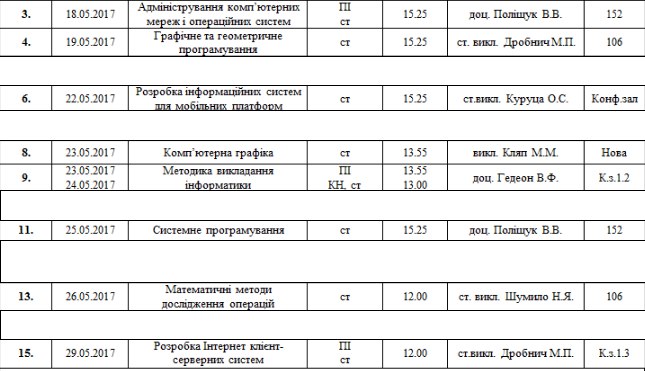 3. 18.05.2017 Адміністрування комп’ютерних мереж і операційних систем ПІ ст 15.25 доц. Поліщук В.В. 152
4. 19.05.2017 Графічне та геометричне програмування ст 15.25 ст. викл. Дробнич М.П. 106
6. 22.05.2017 Розробка інформаційних систем для мобільних платформ ст 15.25 ст.викл. Куруца О.С. Конф.зал
8. 23.05.2017 Комп’ютерна графіка ст 13.55 викл. Кляп М.М. Нова
9. 23.05.2017 24.05.2017 Методика викладання інформатики ПІ КН, ст 13.55 13.00 доц. Гедеон В.Ф. К.з.1.2
11. 25.05.2017 Системне програмування ст 15.25 доц. Поліщук В.В. 152
13. 26.05.2017 Математичні методи дослідження операцій ст 12.00 ст. викл. Шумило Н.Я. 106
15. 29.05.2017 Розробка Інтернет клієнт-серверних систем ПІ ст 12.00 ст.викл. Дробнич М.П. К.з.1.3